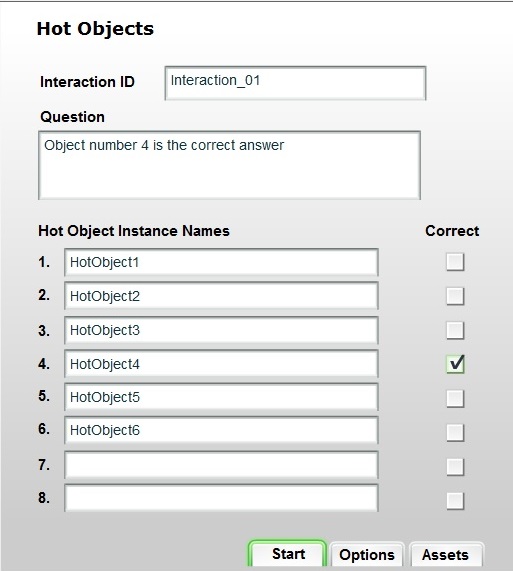 Hot Objects
Interaction ID Interaction_01
Question
Object number 4 is the correct answer
Hot Object Instance Names Correct
1. HotObject1
2. HotObject2
3. HotObject3
4. HotObject4
5. HotObject5
6. HotObject6
7.
8.
Start Options Assets